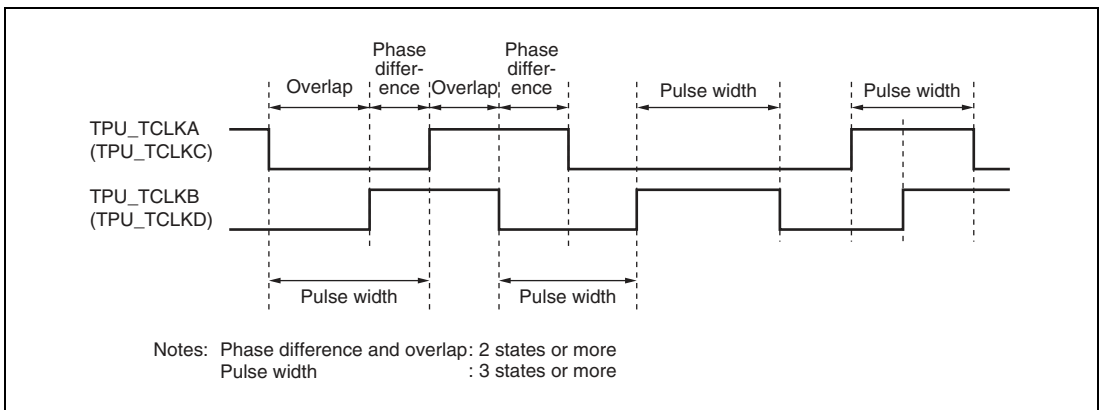 Phase
differ-
ence
Phase
differ-
ence
Overlap
Overlap
Pulse width
Pulse width
TPU_TCLKA
(TPU_TCLKC)
TPU_TCLKB
(TPU_TCLKD)
Pulse width
Pulse width
Notes: Phase difference and overlap: 2 states or more
Pulse width : 3 states or more